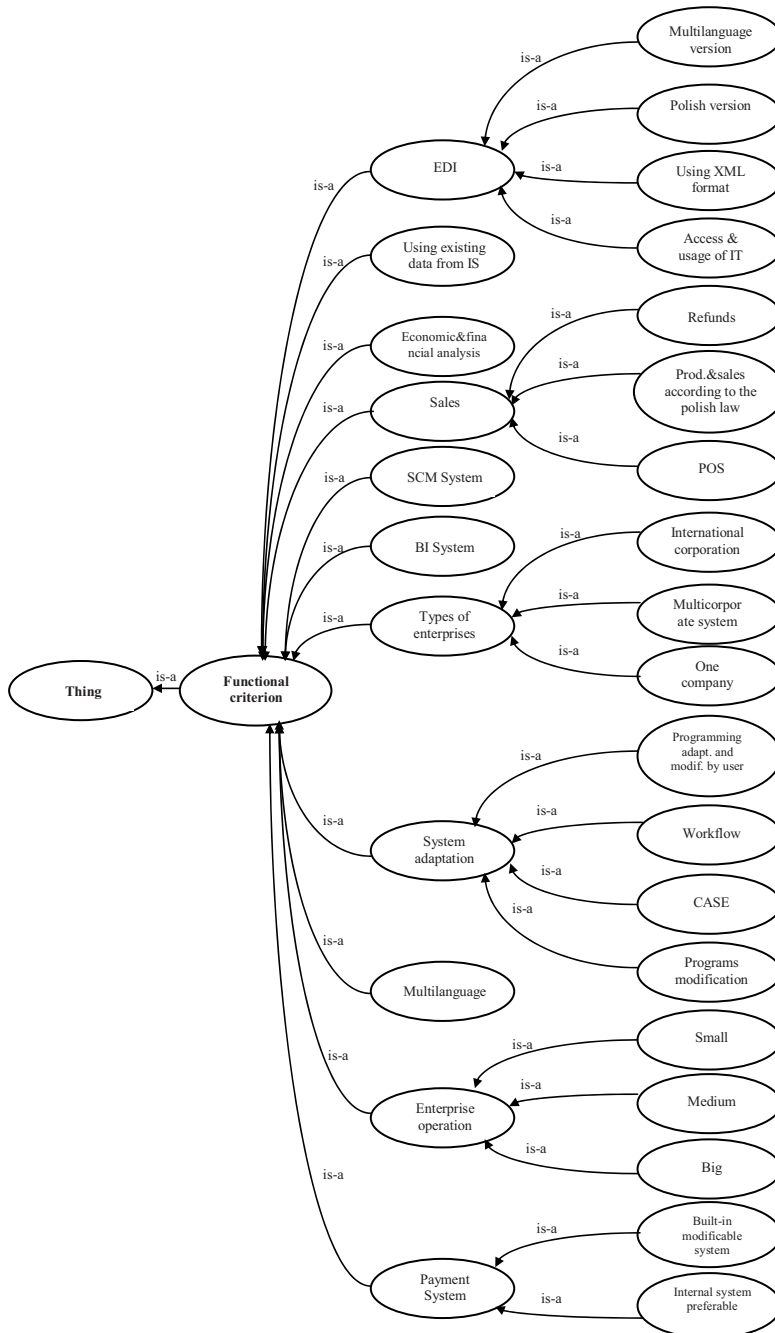 Multilanguage
version
is-a
Polish version
is-a
EDI
is-a
is-a
Using XML
format
is-a
Access &
usage of IT
Using existing
data from IS
is-a
is-a
Refunds
Economic&fina
ncial analysis
is-a
is-a
Prod.&sales
according to the
polish law
Sales
is-a
is-a
POS
SCM System
is-a
International
corporation
is-a
BI System
is-a
is-a
Multicorpor
ate system
Types of
enterprises
is-a
is-a
One
company
Thing
is-a
Functional
criterion
Programming
adapt. and
modif. by user
is-a
is-a
Workflow
System
adaptation
is-a
is-a
CASE
is-a
Programs
modification
is-a
Multilanguage
Small
is-a
is-a
Enterprise
operation
is-a
Medium
is-a
Big
is-a
Built-in
modificable
system
is-a
Payment
System
is-a
Internal system
preferable